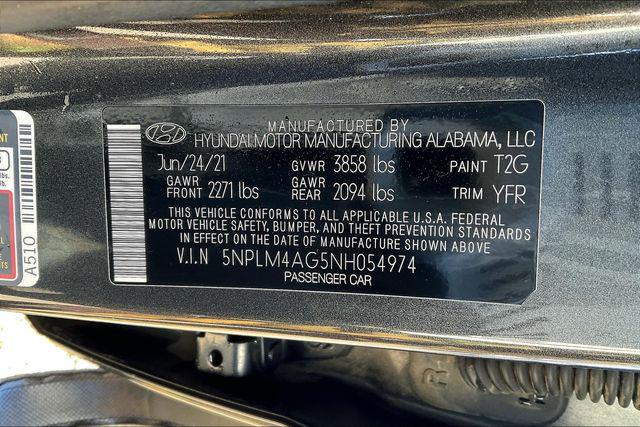 MANUFACTURED BY
HYUNDAI MOTOR MANUFACTURING ALABAMA, LLC
Jun/24/21 GVWR 3858 lbs PAINT T2G
GAWR FRONT 2271 lbs GAWR REAR 2094 lbs TRIM YFR
THIS VEHICLE CONFORMS TO ALL APPLICABLE U.S.A. FEDERAL
MOTOR VEHICLE SAFETY, BUMPER, AND THEFT PREVENTION STANDARDS
IN EFFECT ON THE DATE OF MANUFACTURE SHOWN ABOVE
V.I.N 5NPLM4AG5NH054974
PASSENGER CAR
A510
R